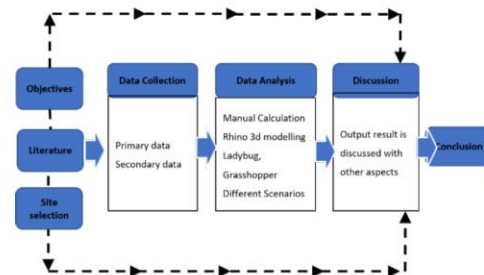 Objectives
Literature
Site
selection
Data Collection
Primary data
Secondary data
Data Analysis
Manual Calculation
Rhino 3d modelling
Ladybug,
Grasshopper
Different Scenarios
Discussion
Output result is
discussed with
other aspects
Conclusion